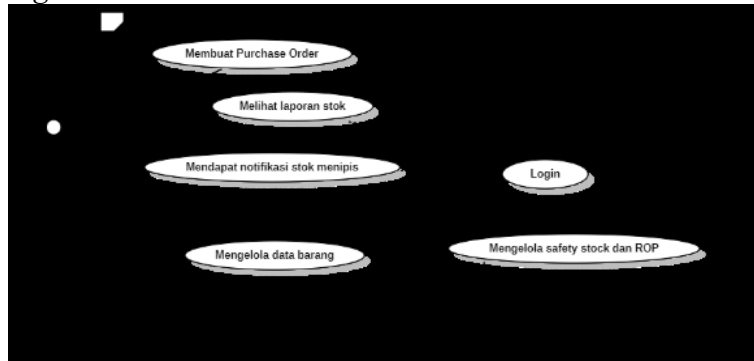 Membuat Purchase Order
Melihat laporan stok
Mendapat notifikasi stok menipis
Login
Mengelola data barang
Mengelola safety stock dan ROP